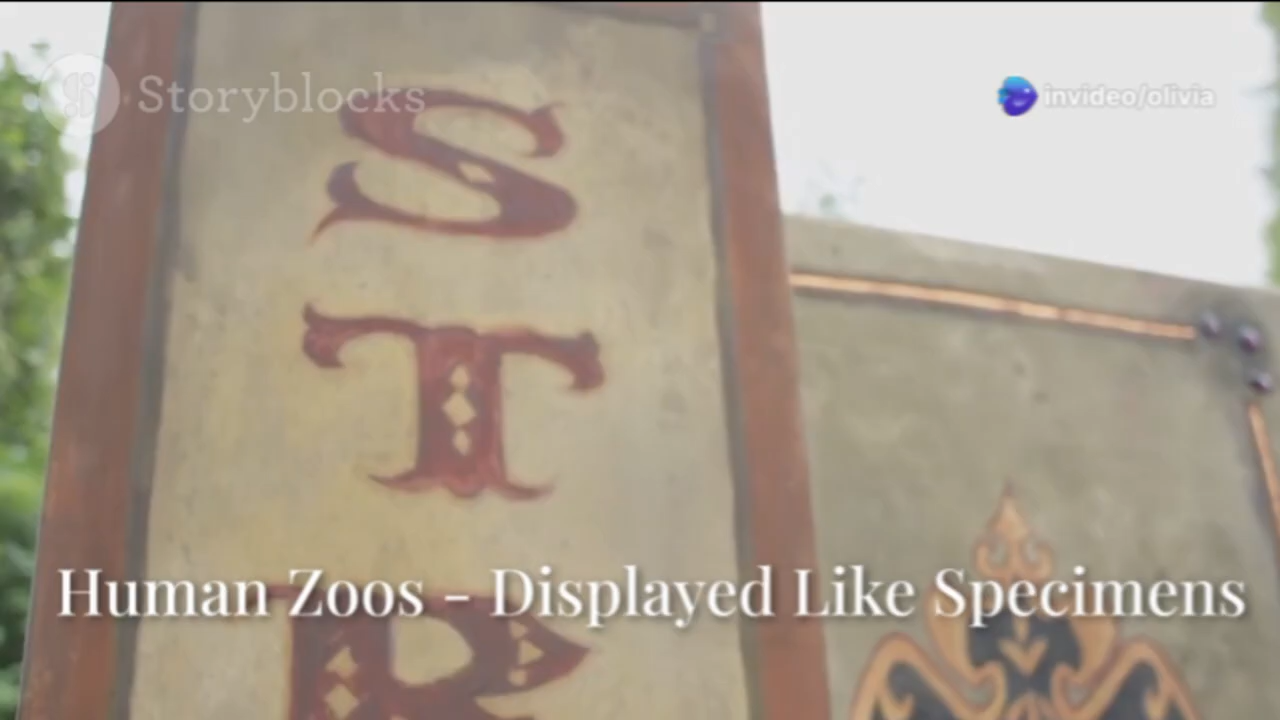 Storyblocks
invideo/olivia
S
T
R
Human Zoos - Displayed Like Specimens